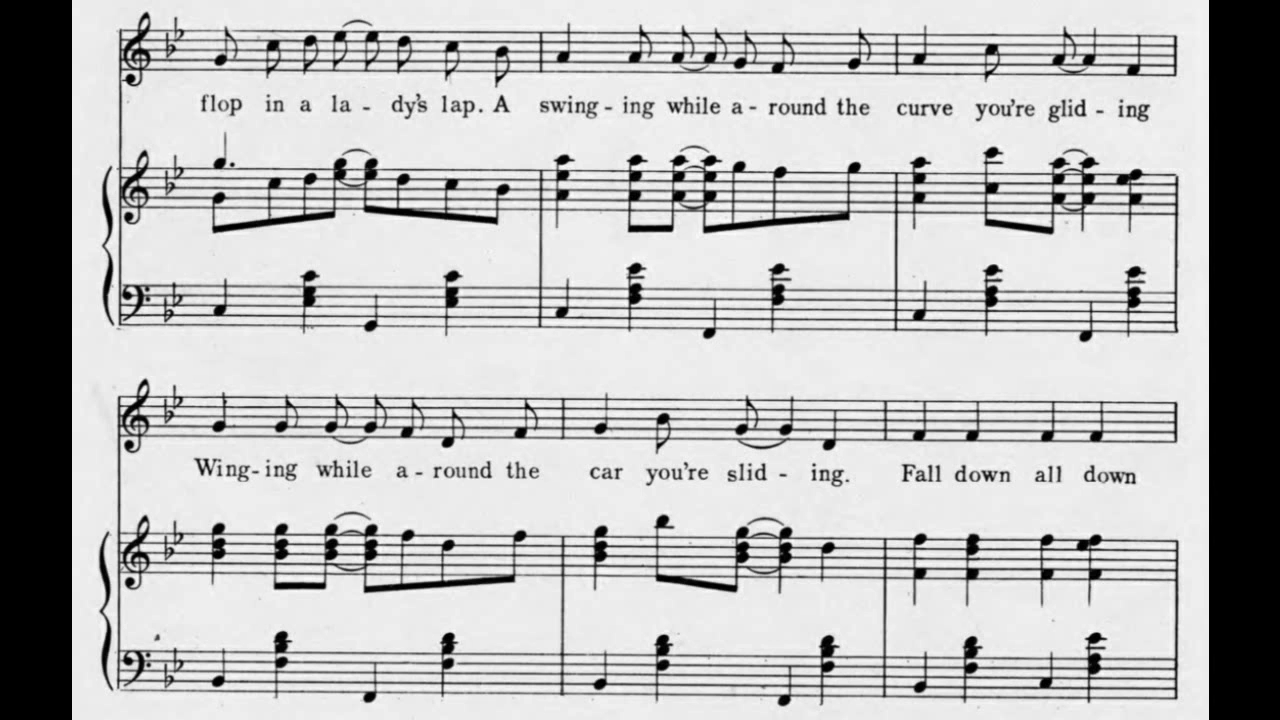 flop in a la - dy's lap. A swing - ing while a - round the curve you're glid - ing
Wing - ing while a - round the car you're slid - ing. Fall down all down